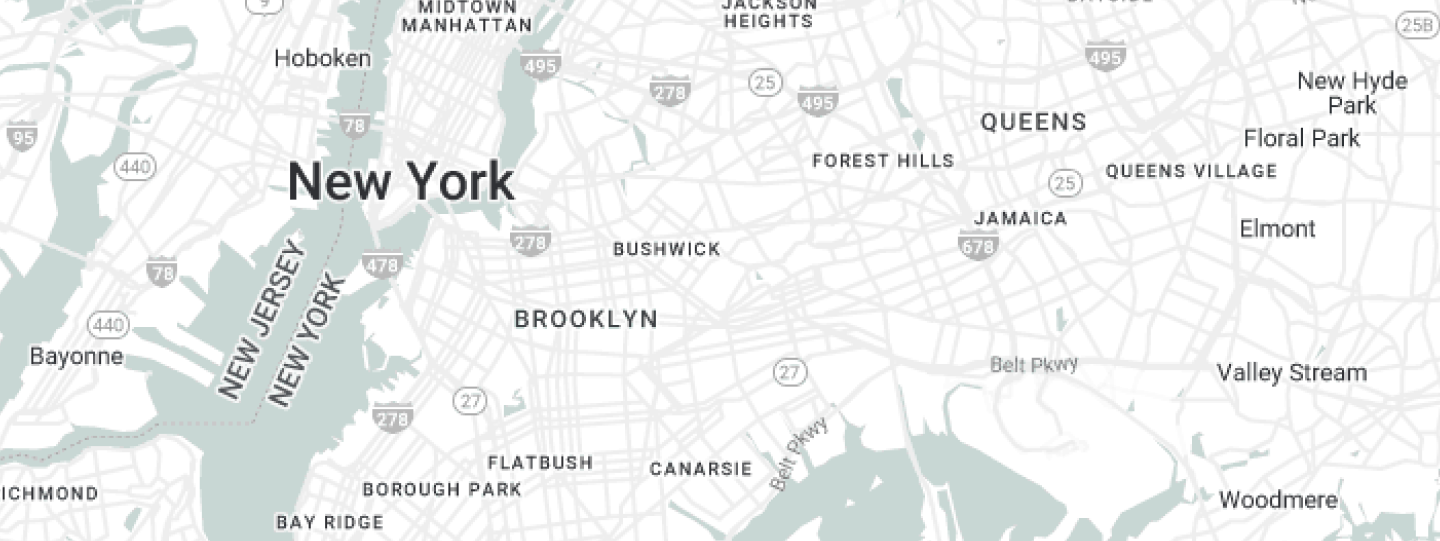 9
MIDTOWN
MANHATTAN
JACKSON
HEIGHTS
25B
Hoboken
495
495
278
25
495
New Hyde
Park
78
95
QUEENS
Floral Park
440
FOREST HILLS
QUEENS VILLAGE
New York
25
JAMAICA
Elmont
278
BUSHWICK
678
478
78
NEW JERSEY
NEW YORK
440
BROOKLYN
Bayonne
Belt Pkwy
Valley Stream
27
27
278
Belt Pkwy
FLATBUSH
CANARSIE
ICHMOND
BOROUGH PARK
Woodmere
BAY RIDGE